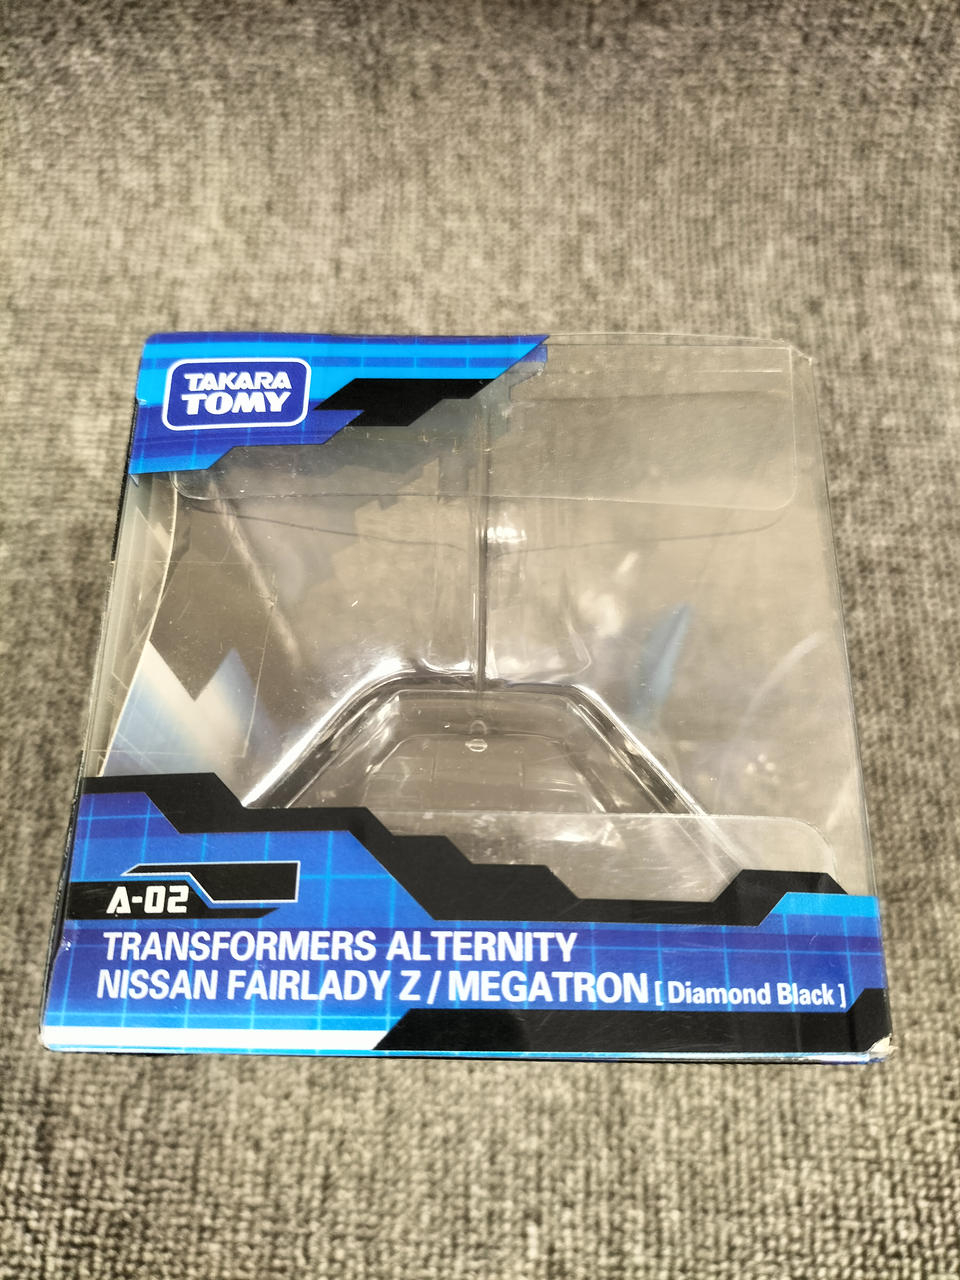 TAKARA
TOMY
A-02
TRANSFORMERS ALTERNITY
NISSAN FAIRLADY Z / MEGATRON [ Diamond Black ]